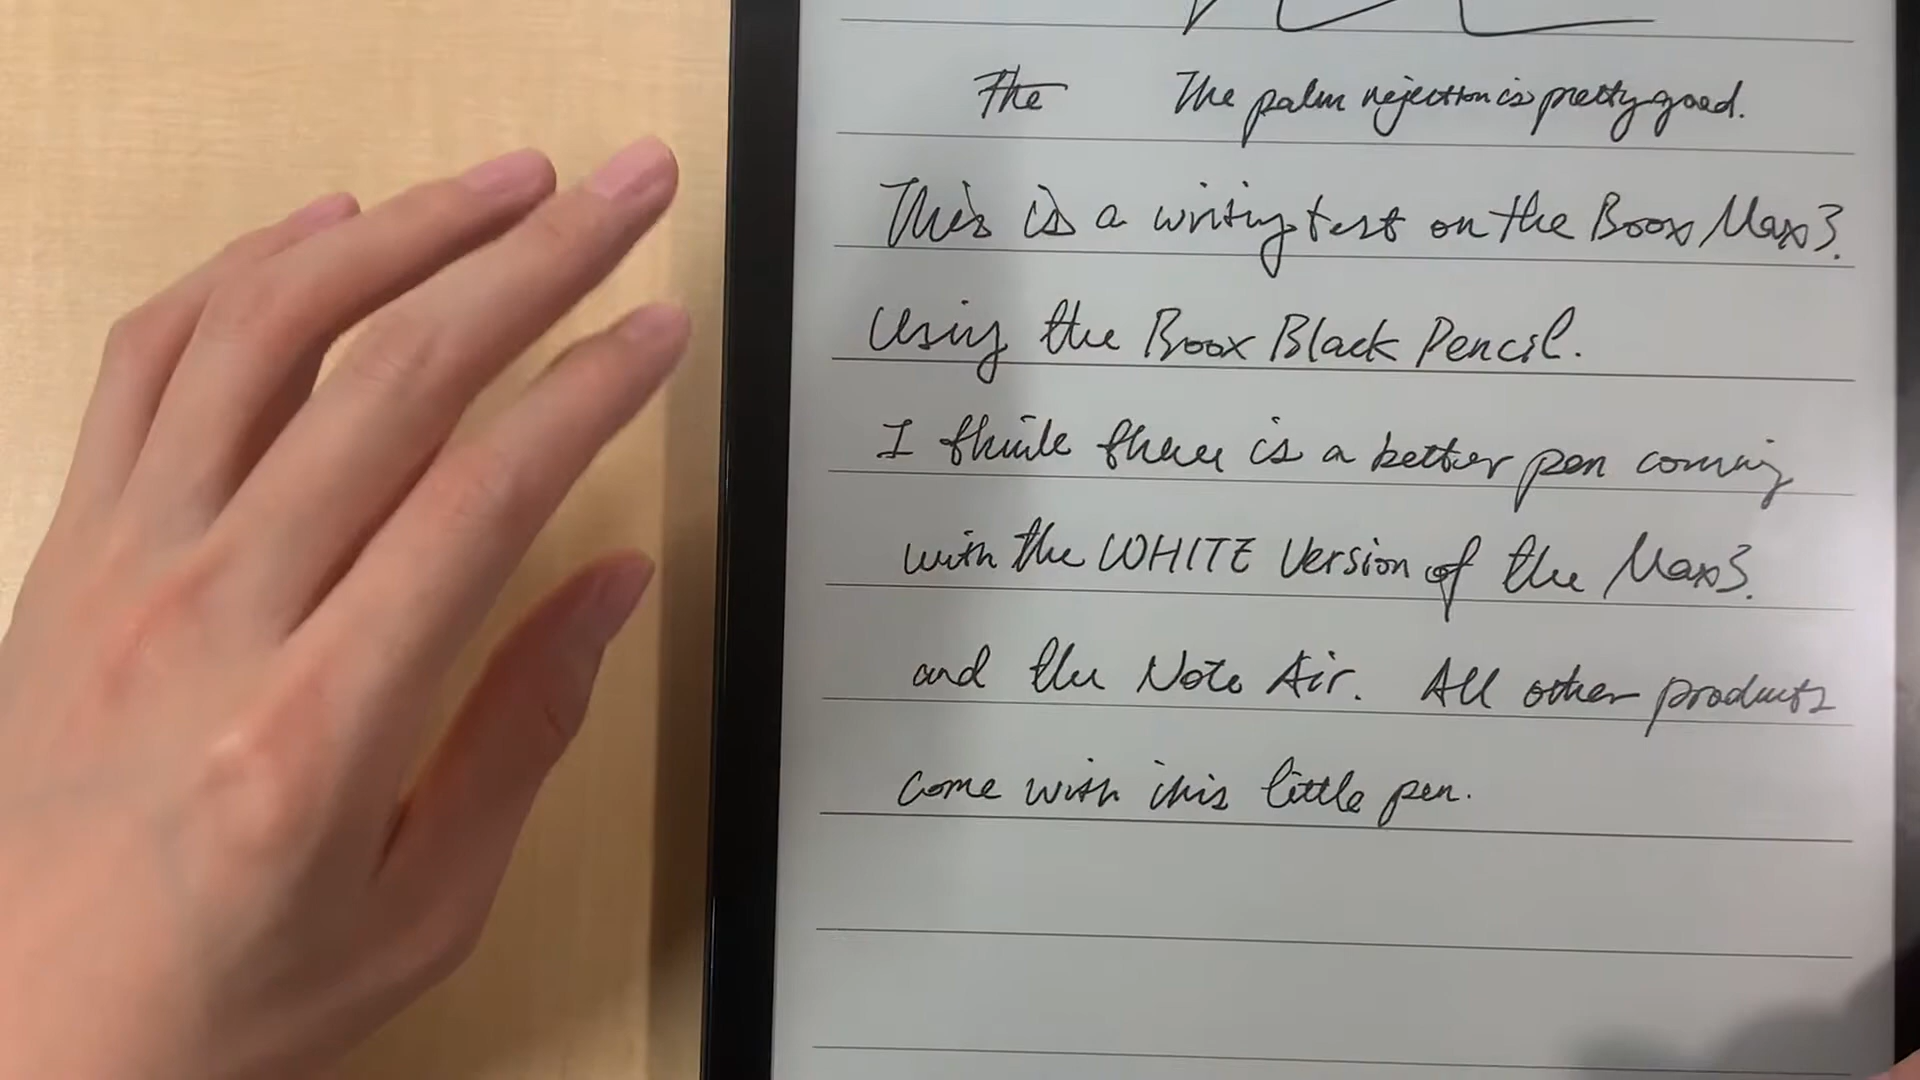 The The palm rejection is pretty good.
This is a writing test on the Boox Max3.
Using the Boox Black Pencil.
I think there is a better pen coming
with the WHITE Version of the Max3.
and the Note Air. All other products
come with this little pen.